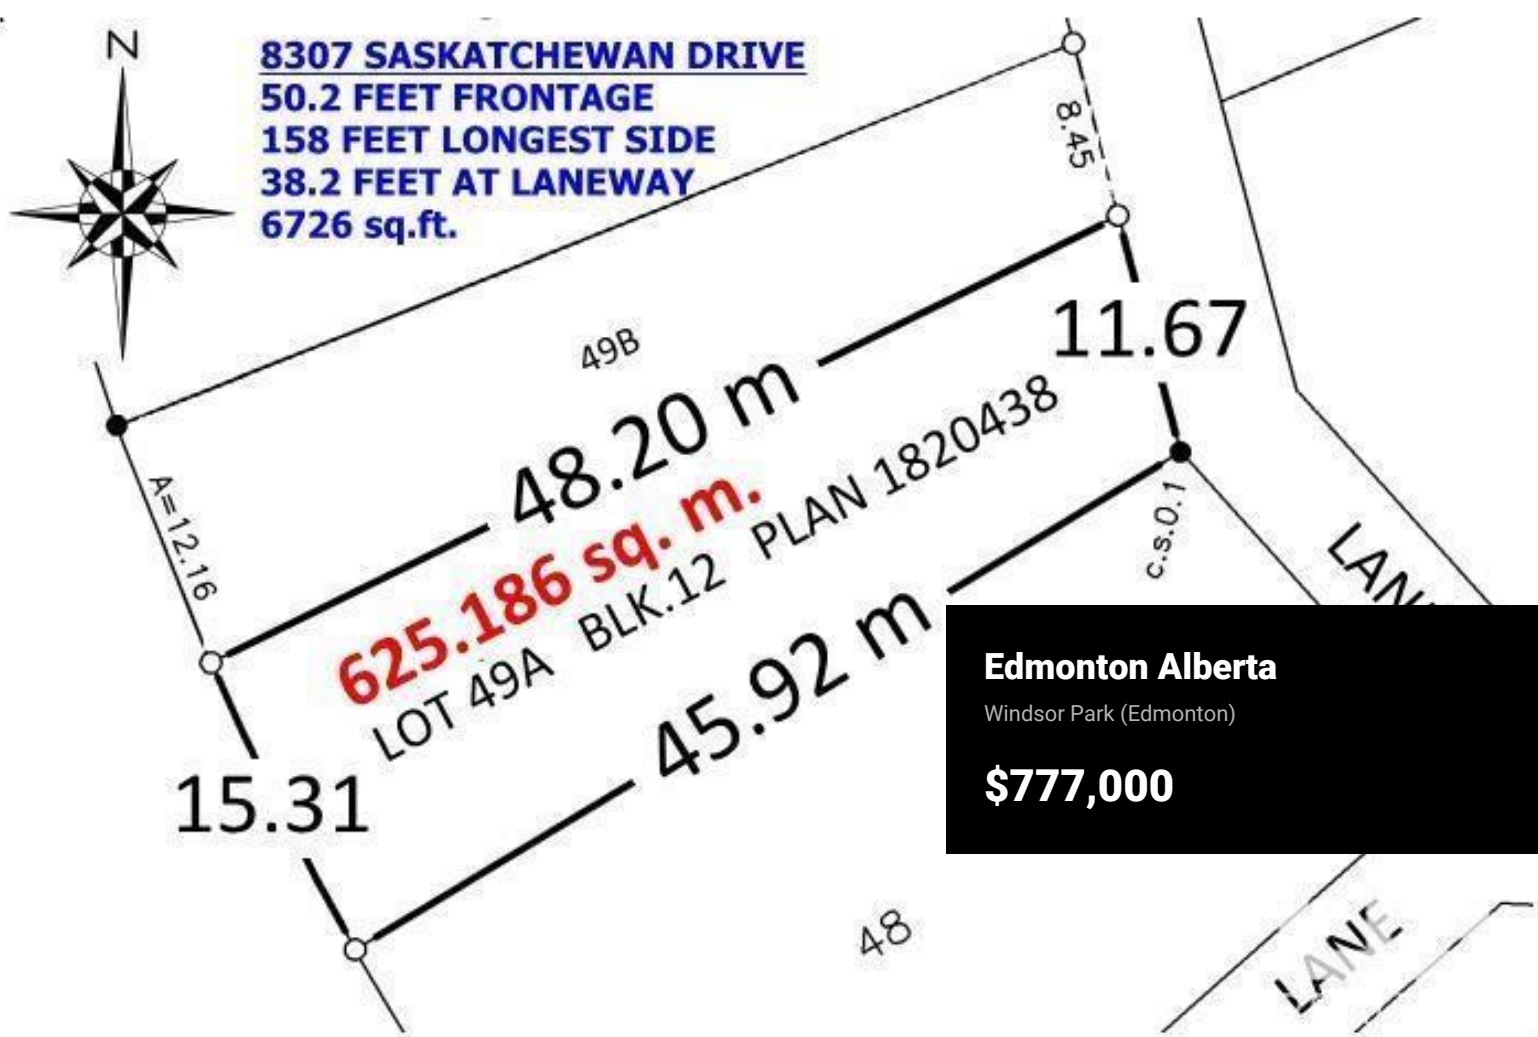 N
8307 SASKATCHEWAN DRIVE
50.2 FEET FRONTAGE
158 FEET LONGEST SIDE
38.2 FEET AT LANEWAY
6726 sq.ft.
8.45
49B
11.67
48.20 m
A=12.16
625.186 sq. m.
LOT 49A BLK.12 PLAN 1820438
c.s.0.1
LANE
45.92 m
15.31
Edmonton Alberta
Windsor Park (Edmonton)
$777,000
48
LANE